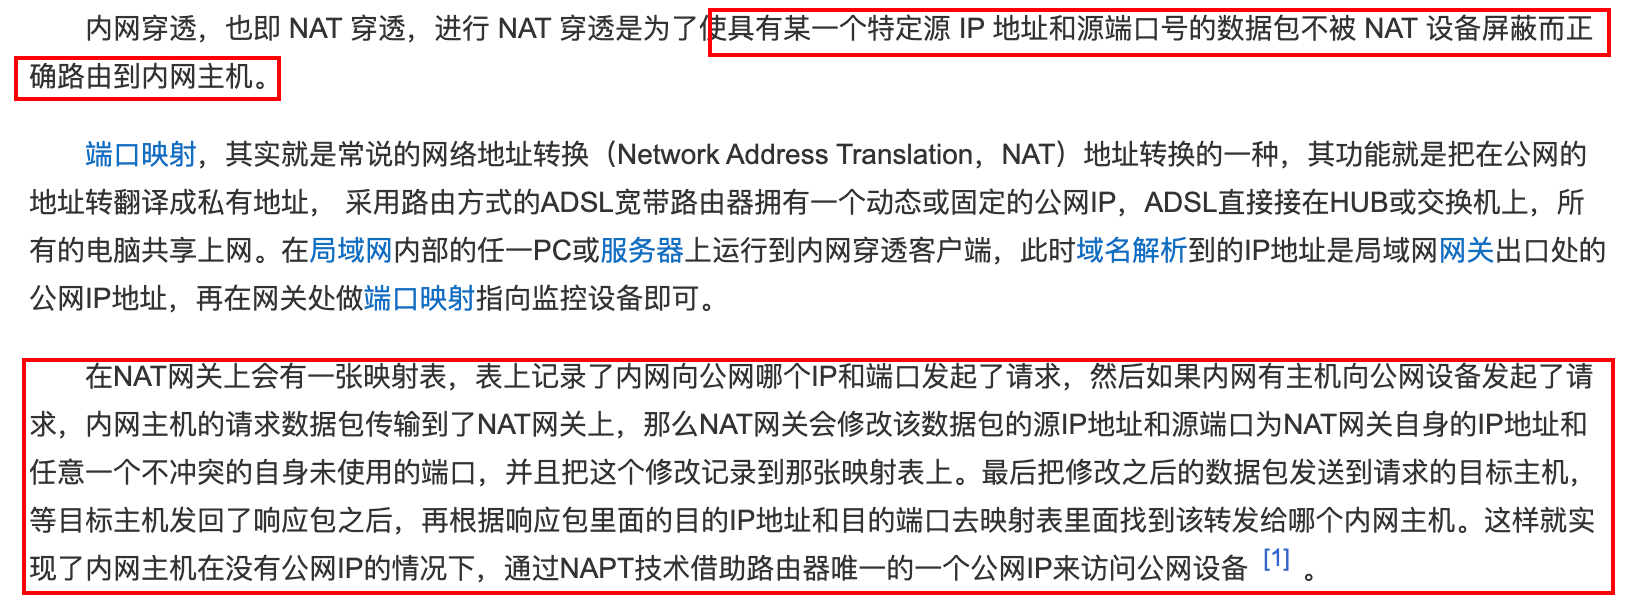 内网穿透，也即 NAT 穿透，进行 NAT 穿透是为了使具有某一个特定源 IP 地址和源端口号的数据包不被 NAT 设备屏蔽而正
确路由到内网主机。
端口映射，其实就是常说的网络地址转换（Network Address Translation，NAT）地址转换的一种，其功能就是把在公网的
地址转翻译成私有地址， 采用路由方式的ADSL宽带路由器拥有一个动态或固定的公网IP，ADSL直接接在HUB或交换机上，所
有的电脑共享上网。在局域网内部的任一PC或服务器上运行到内网穿透客户端，此时域名解析到的IP地址是局域网网关出口处的
公网IP地址，再在网关处做端口映射指向监控设备即可。
在NAT网关上会有一张映射表，表上记录了内网向公网哪个IP和端口发起了请求，然后如果内网有主机向公网设备发起了请
求，内网主机的请求数据包传输到了NAT网关上，那么NAT网关会修改该数据包的源IP地址和源端口为NAT网关自身的IP地址和
任意一个不冲突的自身未使用的端口，并且把这个修改记录到那张映射表上。最后把修改之后的数据包发送到请求的目标主机，
等目标主机发回了响应包之后，再根据响应包里面的目的IP地址和目的端口去映射表里面找到该转发给哪个内网主机。这样就实
现了内网主机在没有公网IP的情况下，通过NAPT技术借助路由器唯一的一个公网IP来访问公网设备 [1] 。